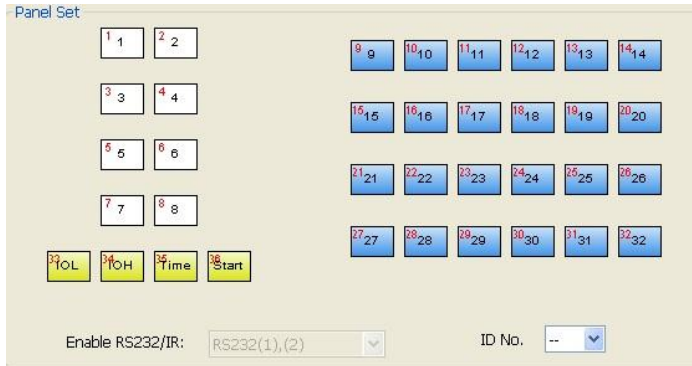 Panel Set
1 1 2 2
9 9 10 10 11 11 12 12 13 13 14 14
3 3 4 4
15 15 16 16 17 17 18 18 19 19 20 20
5 5 6 6
21 21 22 22 23 23 24 24 25 25 26 26
7 7 8 8
27 27 28 28 29 29 30 30 31 31 32 32
33 IOL 34 IOH 35 Time 36 Start
Enable RS232/IR: RS232(1),(2) ID No. --